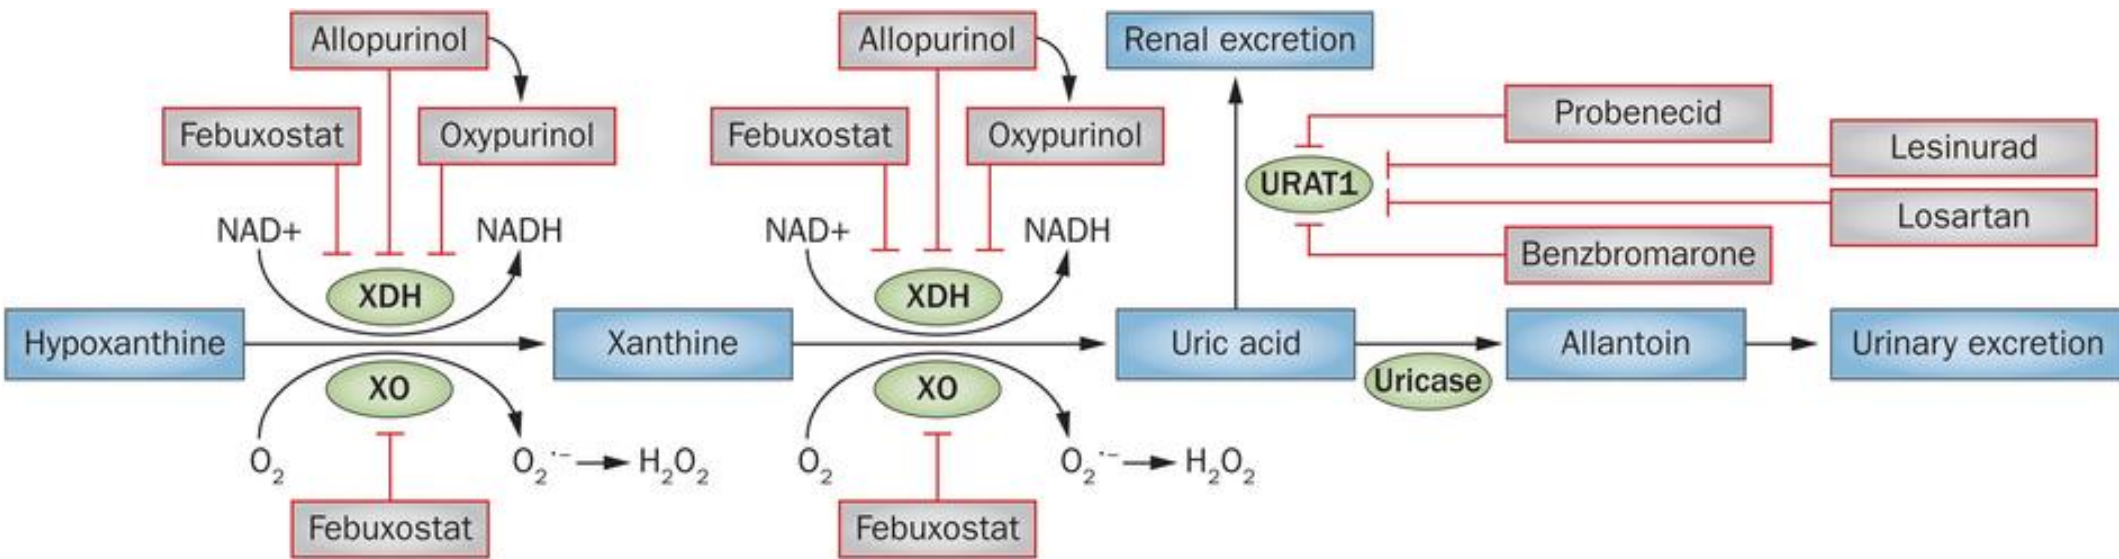 Allopurinol
Allopurinol
Renal excretion
Febuxostat
Oxypurinol
Febuxostat
Oxypurinol
Probenecid
Lesinurad
URAT1
Losartan
NAD+
NADH
NAD+
NADH
Benzbromarone
XDH
XDH
Hypoxanthine
Xanthine
Uric acid
Allantoin
Urinary excretion
XO
XO
Uricase
O₂
O₂˙⁻
H₂O₂
O₂
O₂˙⁻
H₂O₂
Febuxostat
Febuxostat